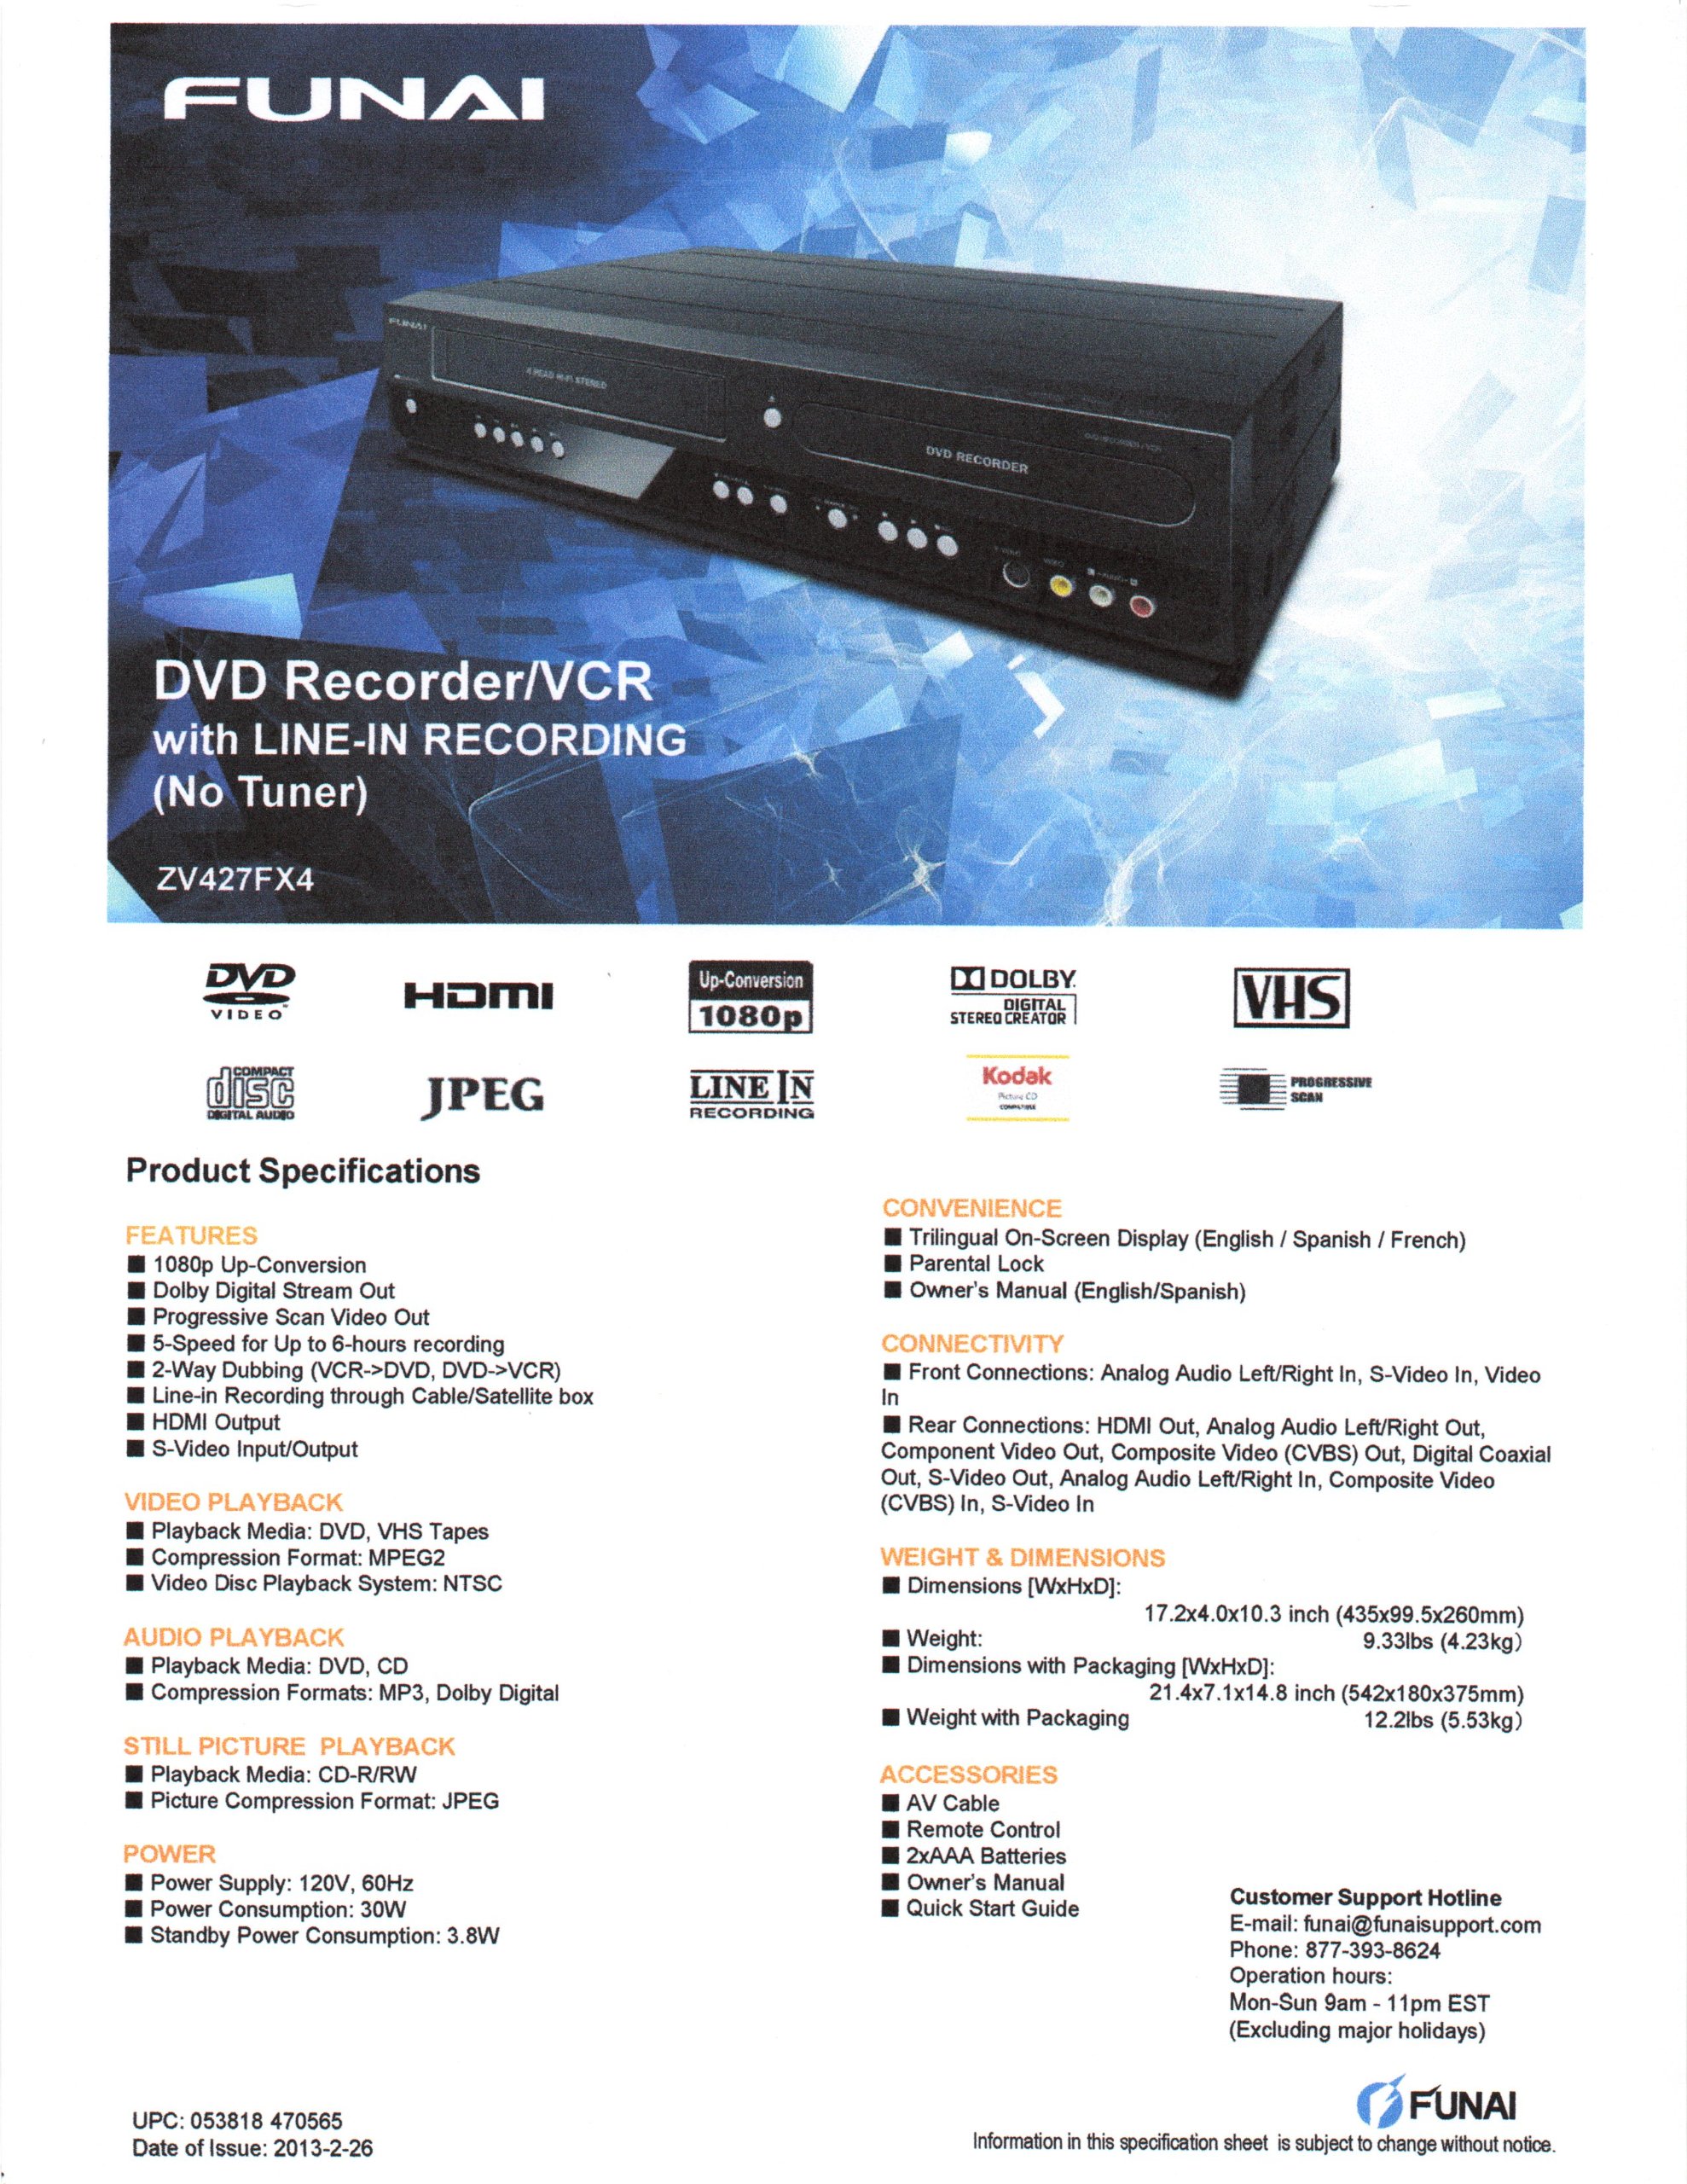 FUNAI
FUNAI
4 HEAD HI-FI STEREO
DVD RECORDER
DVD Recorder/VCR
with LINE-IN RECORDING
(No Tuner)
ZV427FX4
DVD VIDEO
HDMI
Up-Conversion 1080p
DOLBY DIGITAL STEREO CREATOR
VHS
COMPACT disc DIGITAL AUDIO
JPEG
LINE IN RECORDING
Kodak Picture CD COMPATIBLE
PROGRESSIVE SCAN
Product Specifications
FEATURES
■ 1080p Up-Conversion
■ Dolby Digital Stream Out
■ Progressive Scan Video Out
■ 5-Speed for Up to 6-hours recording
■ 2-Way Dubbing (VCR->DVD, DVD->VCR)
■ Line-in Recording through Cable/Satellite box
■ HDMI Output
■ S-Video Input/Output
VIDEO PLAYBACK
■ Playback Media: DVD, VHS Tapes
■ Compression Format: MPEG2
■ Video Disc Playback System: NTSC
AUDIO PLAYBACK
■ Playback Media: DVD, CD
■ Compression Formats: MP3, Dolby Digital
STILL PICTURE PLAYBACK
■ Playback Media: CD-R/RW
■ Picture Compression Format: JPEG
POWER
■ Power Supply: 120V, 60Hz
■ Power Consumption: 30W
■ Standby Power Consumption: 3.8W
CONVENIENCE
■ Trilingual On-Screen Display (English / Spanish / French)
■ Parental Lock
■ Owner's Manual (English/Spanish)
CONNECTIVITY
■ Front Connections: Analog Audio Left/Right In, S-Video In, Video
In
■ Rear Connections: HDMI Out, Analog Audio Left/Right Out,
Component Video Out, Composite Video (CVBS) Out, Digital Coaxial
Out, S-Video Out, Analog Audio Left/Right In, Composite Video
(CVBS) In, S-Video In
WEIGHT & DIMENSIONS
■ Dimensions [WxHxD]:
17.2x4.0x10.3 inch (435x99.5x260mm)
■ Weight: 9.33lbs (4.23kg)
■ Dimensions with Packaging [WxHxD]:
21.4x7.1x14.8 inch (542x180x375mm)
■ Weight with Packaging 12.2lbs (5.53kg)
ACCESSORIES
■ AV Cable
■ Remote Control
■ 2xAAA Batteries
■ Owner's Manual
■ Quick Start Guide
Customer Support Hotline
E-mail: funai@funaisupport.com
Phone: 877-393-8624
Operation hours:
Mon-Sun 9am - 11pm EST
(Excluding major holidays)
FUNAI
UPC: 053818 470565
Date of Issue: 2013-2-26
Information in this specification sheet is subject to change without notice.